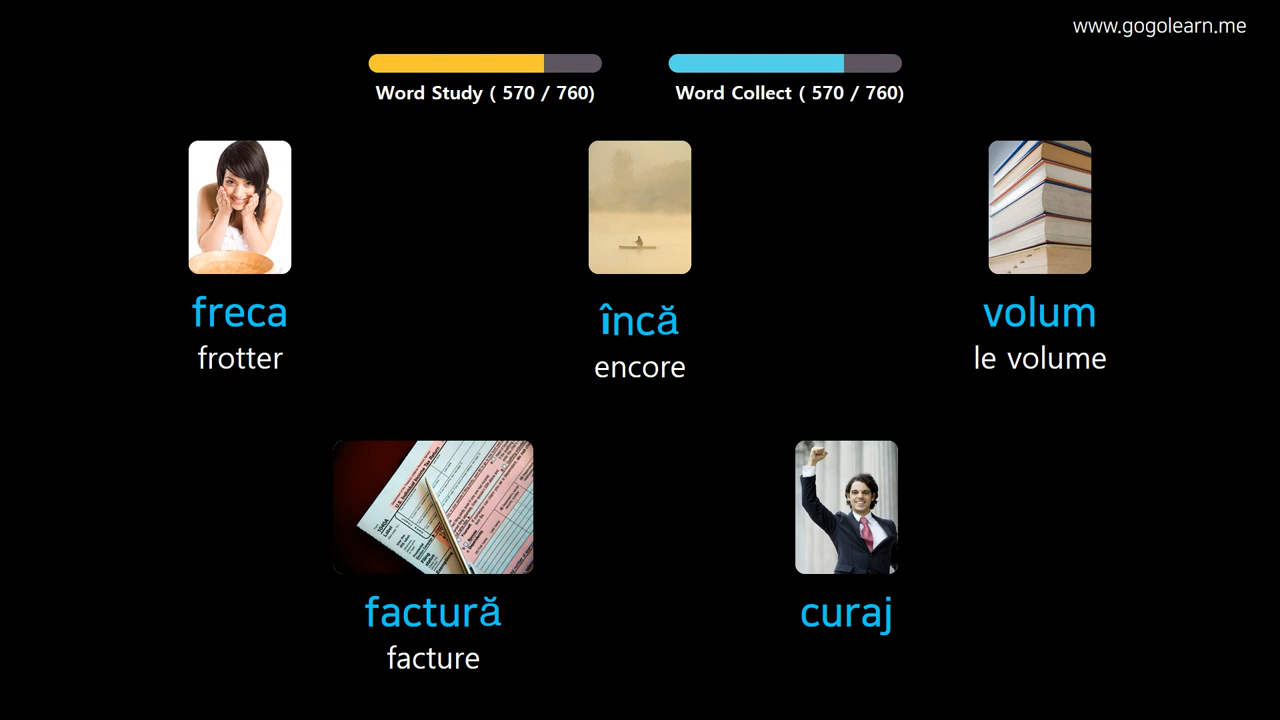 www.gogolearn.me
Word Study ( 570 / 760)
Word Collect ( 570 / 760)
freca
frotter
încă
encore
volum
le volume
factură
facture
curaj